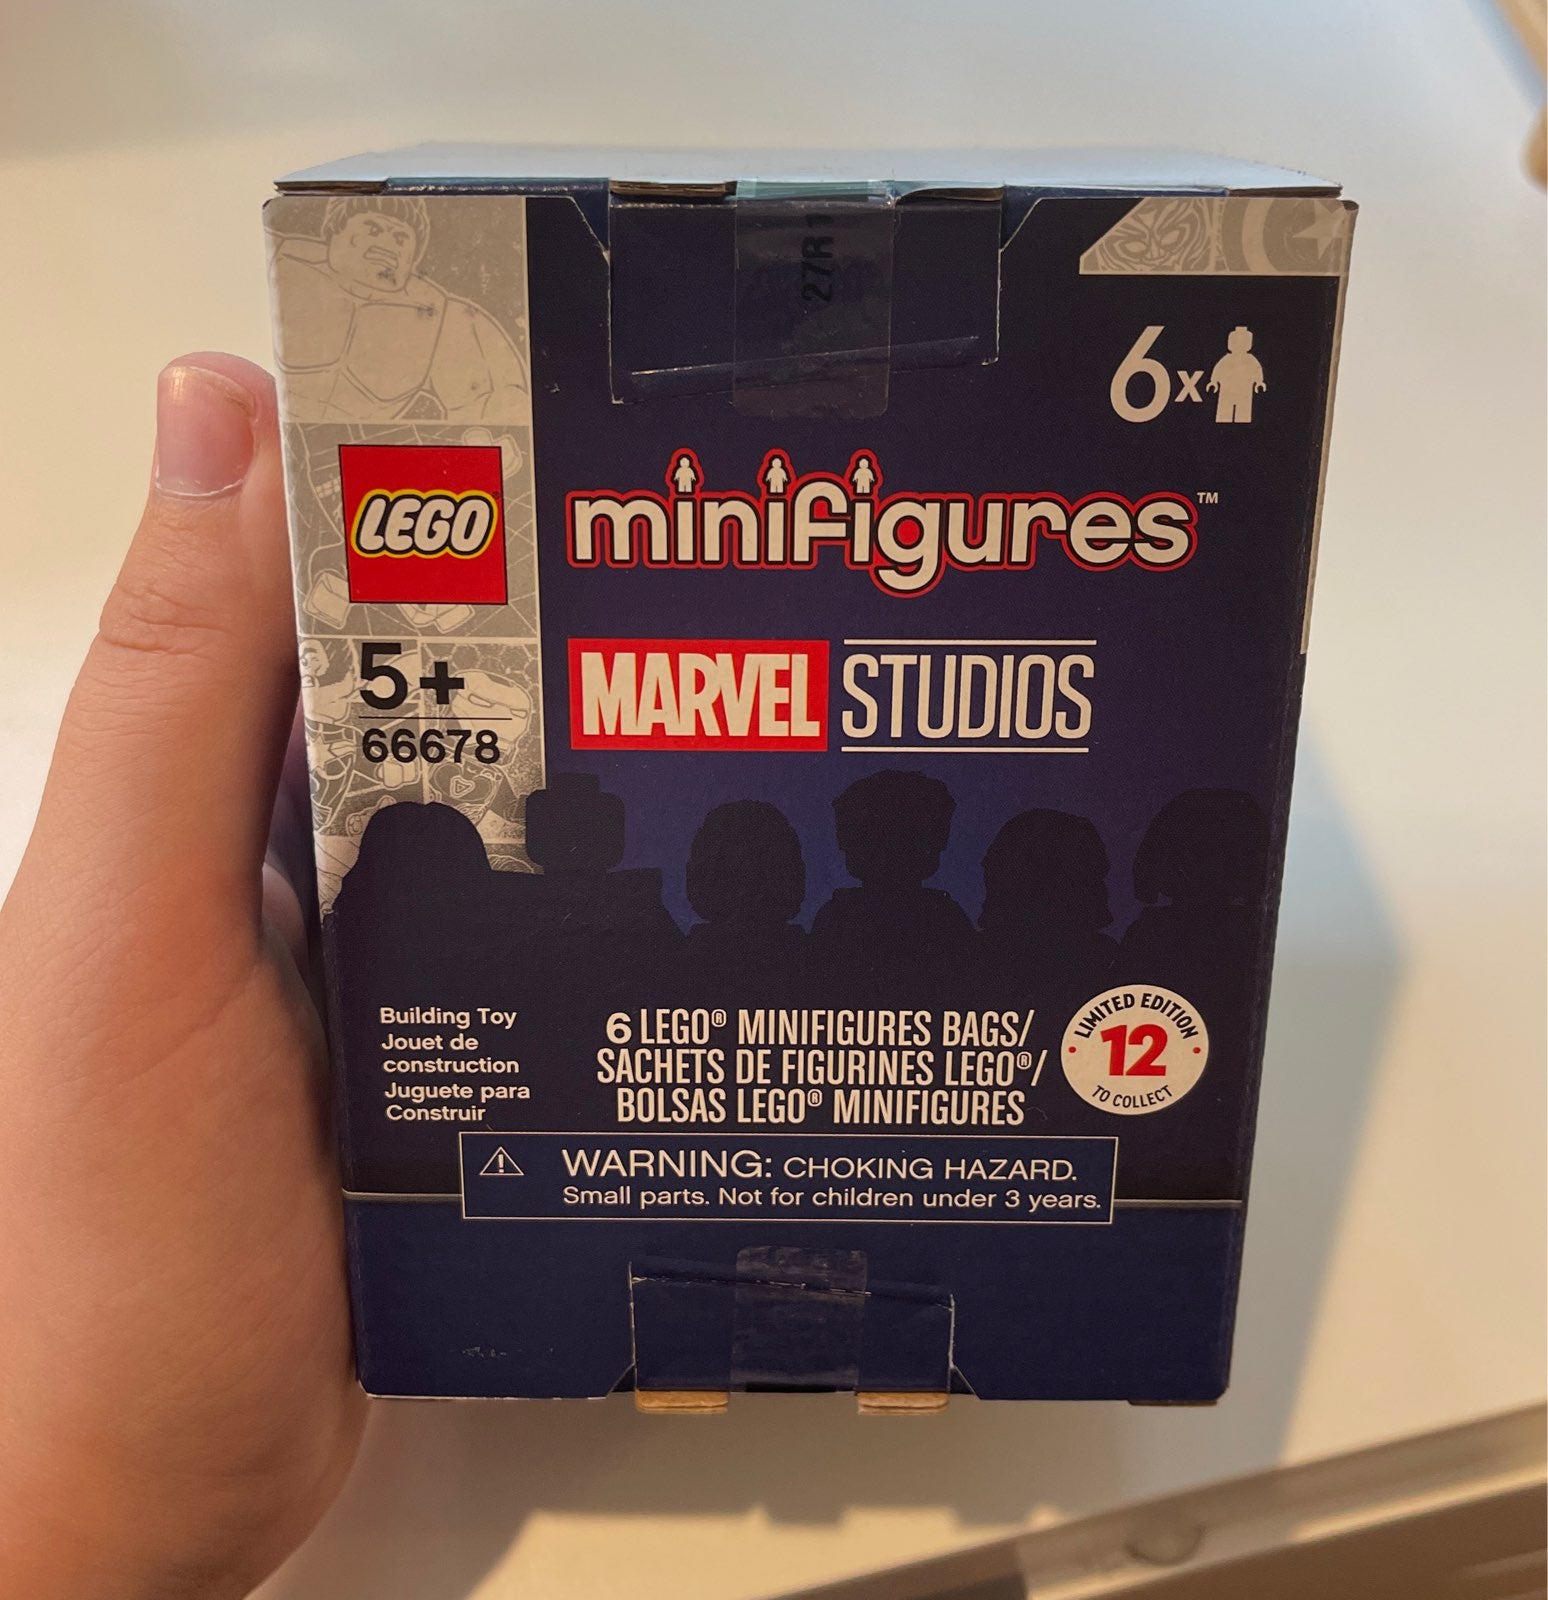 27R1
6x
LEGO
minifigures™
5+
66678
MARVEL STUDIOS
Building Toy
Jouet de
construction
Juguete para
Construir
6 LEGO® MINIFIGURES BAGS/
SACHETS DE FIGURINES LEGO®/
BOLSAS LEGO® MINIFIGURES
LIMITED EDITION
12
TO COLLECT
WARNING: CHOKING HAZARD.
Small parts. Not for children under 3 years.